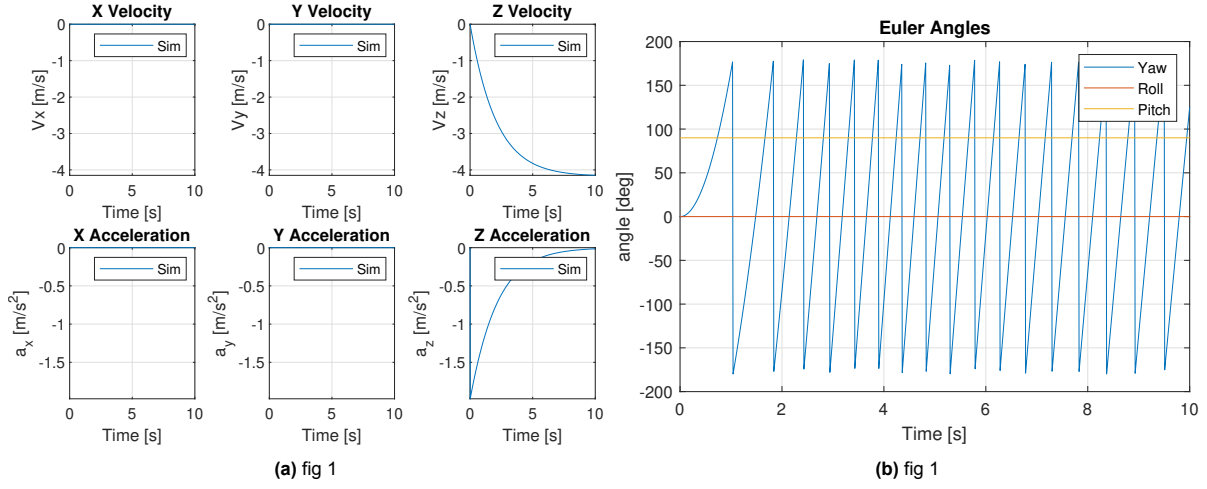 X Velocity
0
-1
-2
-3
-4
Vx [m/s]
Sim
0 5 10
Time [s]
Y Velocity
0
-1
-2
-3
-4
Vy [m/s]
Sim
0 5 10
Time [s]
Z Velocity
0
-1
-2
-3
-4
Vz [m/s]
Sim
0 5 10
Time [s]
X Acceleration
0
-0.5
-1
-1.5
a_x [m/s²]
Sim
0 5 10
Time [s]
Y Acceleration
0
-0.5
-1
-1.5
a_y [m/s²]
Sim
0 5 10
Time [s]
Z Acceleration
0
-0.5
-1
-1.5
a_z [m/s²]
Sim
0 5 10
Time [s]
(a) fig 1
Euler Angles
200
150
100
50
0
-50
-100
-150
-200
angle [deg]
Yaw
Roll
Pitch
0 2 4 6 8 10
Time [s]
(b) fig 1